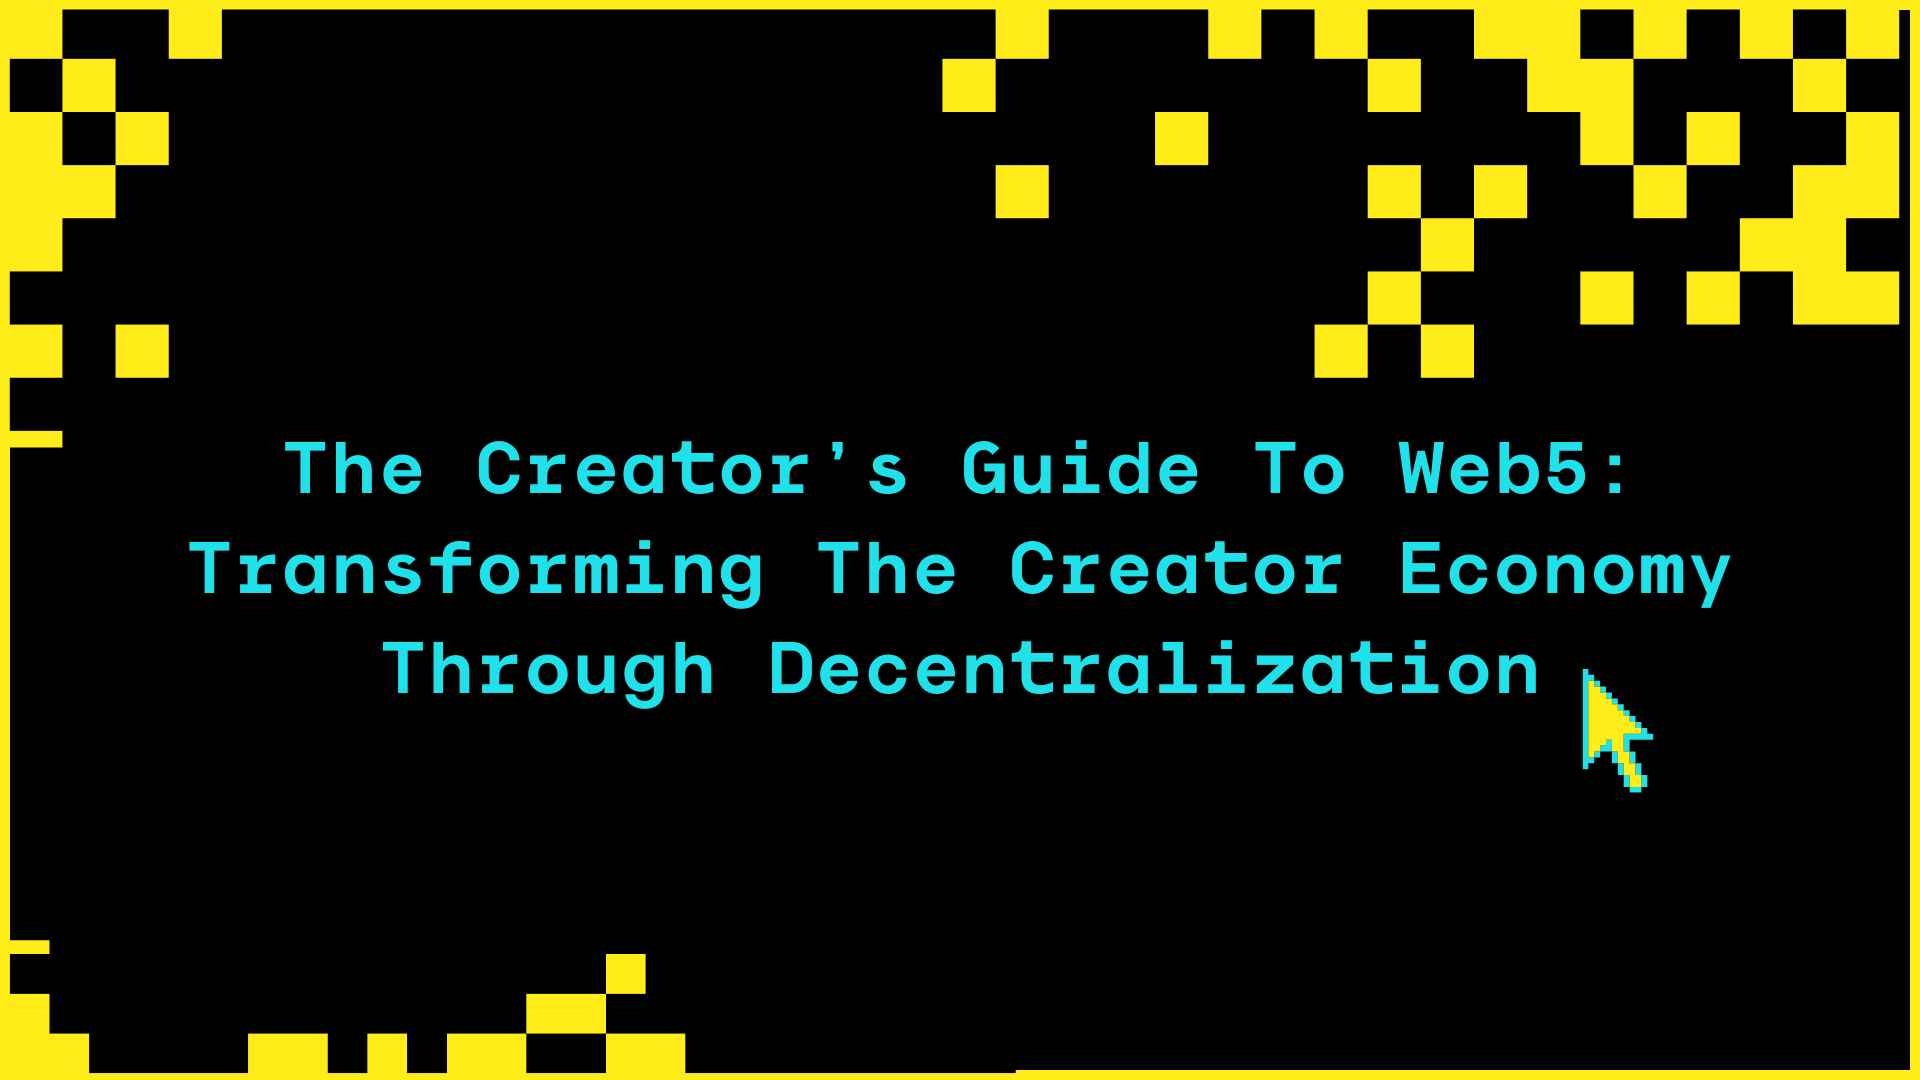 The Creator’s Guide To Web5:
Transforming The Creator Economy
Through Decentralization